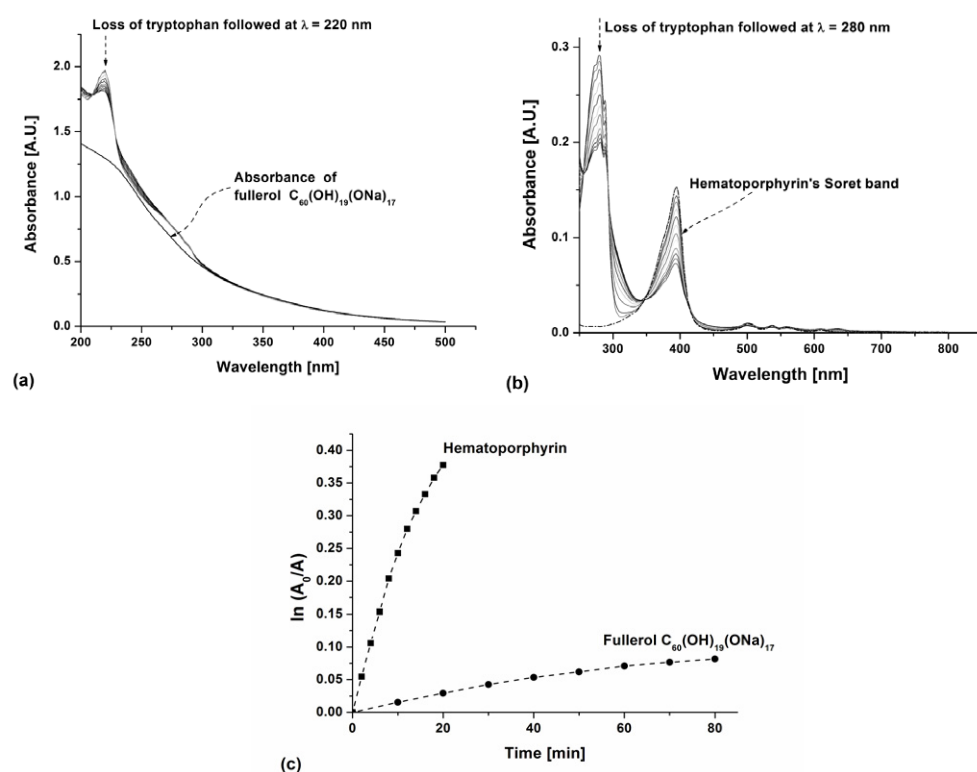 Loss of tryptophan followed at λ = 220 nm
2.0
1.5
1.0
0.5
0.0
Absorbance [A.U.]
Absorbance of
fullerol C60(OH)19(ONa)17
200 250 300 350 400 450 500
Wavelength [nm]
(a)
Loss of tryptophan followed at λ = 280 nm
0.3
0.2
0.1
0.0
Absorbance [A.U.]
Hematoporphyrin's Soret band
300 400 500 600 700 800
Wavelength [nm]
(b)
0.40
0.35
0.30
0.25
0.20
0.15
0.10
0.05
0.00
ln (A0/A)
Hematoporphyrin
Fullerol C60(OH)19(ONa)17
0 20 40 60 80
Time [min]
(c)